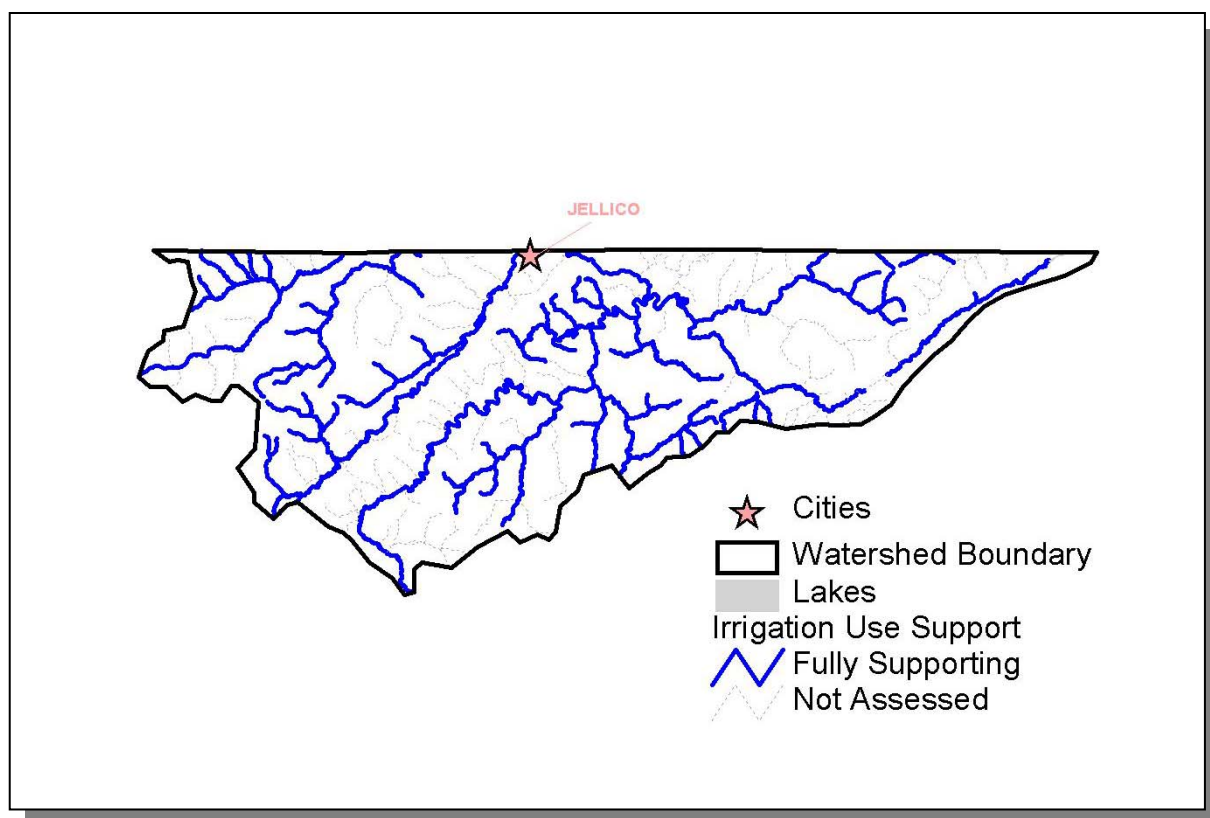 JELLICO
Cities
Watershed Boundary
Lakes
Irrigation Use Support
Fully Supporting
Not Assessed